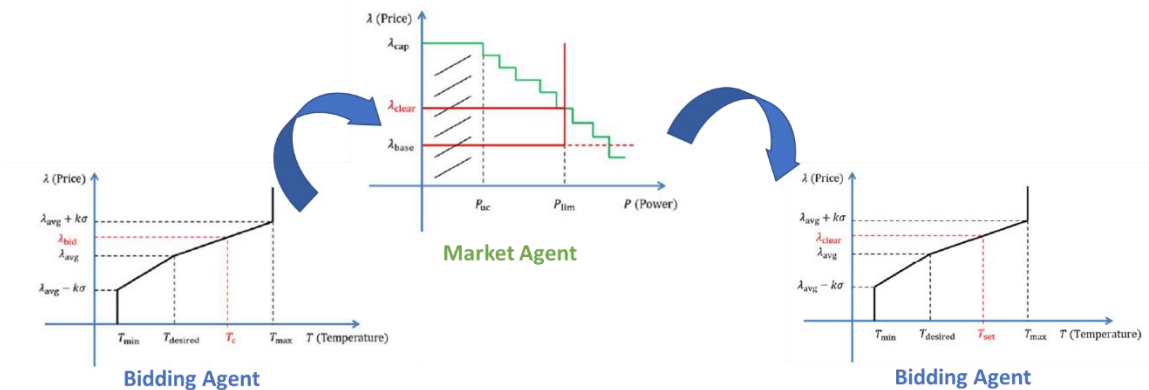 λ (Price)
λcap
λclear
λbase
Puc
Plim
P (Power)
Market Agent
λ (Price)
λavg + kσ
λbid
λavg
λavg − kσ
Tmin
Tdesired
Tc
Tmax
T (Temperature)
Bidding Agent
λ (Price)
λavg + kσ
λclear
λavg
λavg − kσ
Tmin
Tdesired
Tset
Tmax
T (Temperature)
Bidding Agent